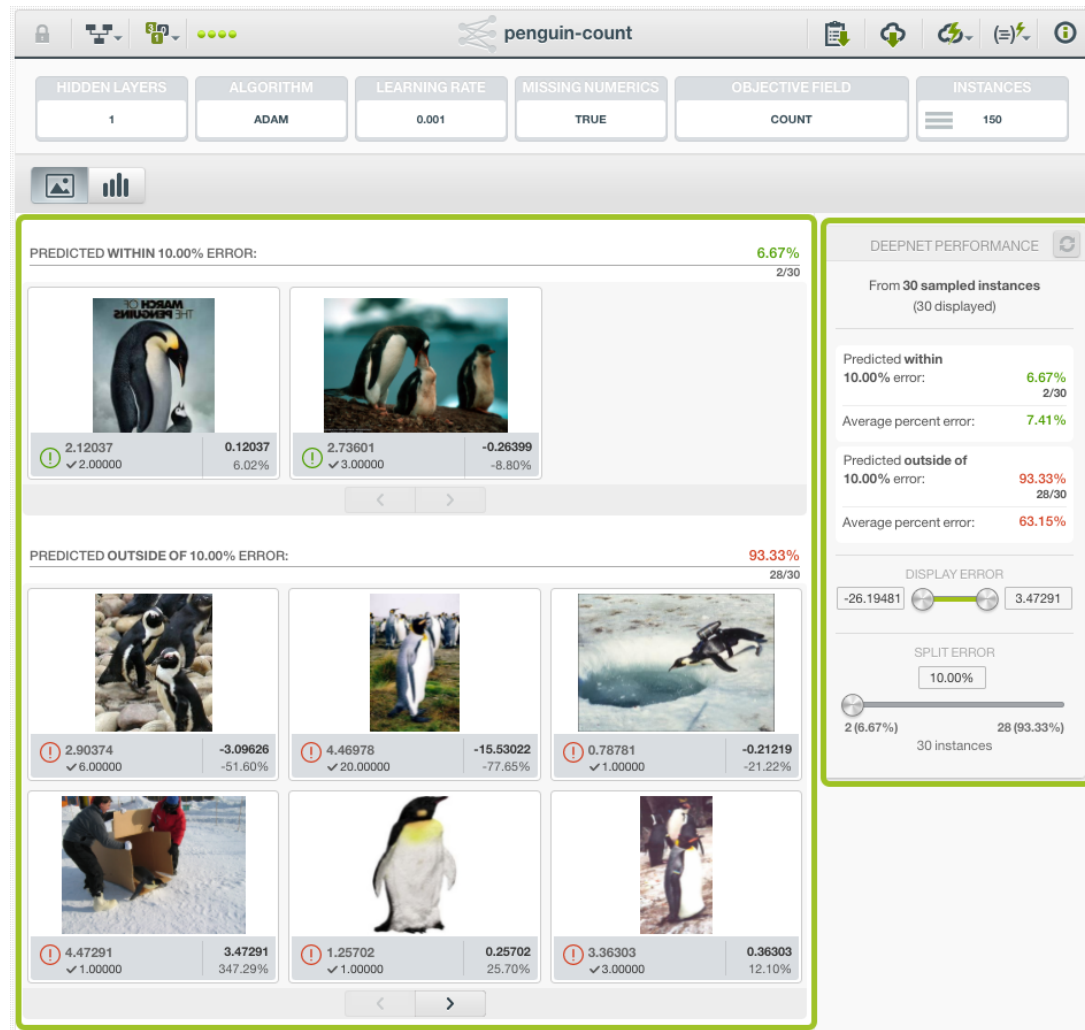 penguin-count
HIDDEN LAYERS
1
ALGORITHM
ADAM
LEARNING RATE
0.001
MISSING NUMERICS
TRUE
OBJECTIVE FIELD
COUNT
INSTANCES
150
PREDICTED WITHIN 10.00% ERROR:
6.67%
2/30
MARCH OF
THE PENGUINS
2.12037
2.00000
0.12037
6.02%
2.73601
3.00000
-0.26399
-8.80%
PREDICTED OUTSIDE OF 10.00% ERROR:
93.33%
28/30
2.90374
6.00000
-3.09626
-51.60%
4.46978
20.00000
-15.53022
-77.65%
0.78781
1.00000
-0.21219
-21.22%
4.47291
1.00000
3.47291
347.29%
1.25702
1.00000
0.25702
25.70%
3.36303
3.00000
0.36303
12.10%
DEEPNET PERFORMANCE
From 30 sampled instances
(30 displayed)
Predicted within
10.00% error:
6.67%
2/30
Average percent error:
7.41%
Predicted outside of
10.00% error:
93.33%
28/30
Average percent error:
63.15%
DISPLAY ERROR
-26.19481
3.47291
SPLIT ERROR
10.00%
2 (6.67%)
28 (93.33%)
30 instances